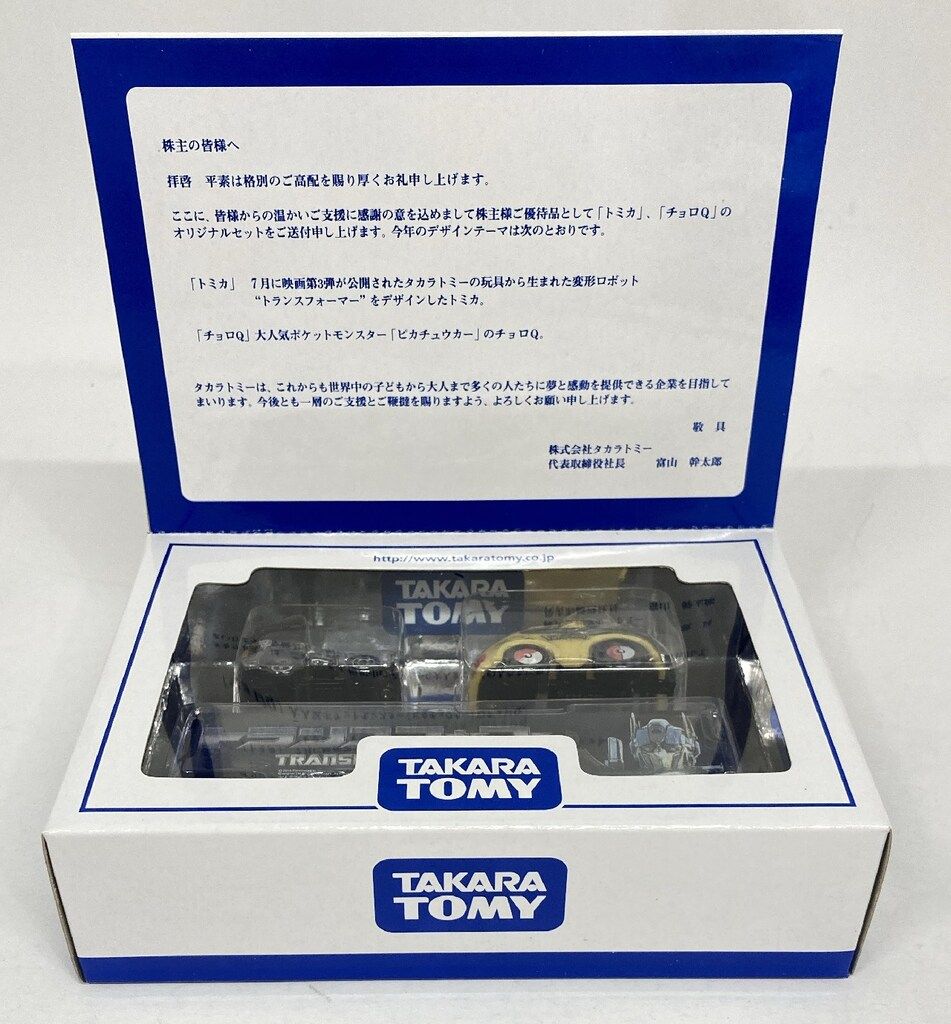 株主の皆様へ
拝啓 平素は格別のご高配を賜り厚くお礼申し上げます。
ここに、皆様からの温かいご支援に感謝の意を込めまして株主様ご優待品として「トミカ」、「チョロQ」の
オリジナルセットをご送付申し上げます。今年のデザインテーマは次のとおりです。
「トミカ」 7月に映画第3弾が公開されたタカラトミーの玩具から生まれた変形ロボット
“トランスフォーマー”をデザインしたトミカ。
「チョロQ」大人気ポケットモンスター「ピカチュウカー」のチョロQ。
タカラトミーは、これからも世界中の子どもから大人まで多くの人たちに夢と感動を提供できる企業を目指して
まいります。今後とも一層のご支援とご鞭撻を賜りますよう、よろしくお願い申し上げます。
敬 具
株式会社タカラトミー
代表取締役社長 富山 幹太郎
http://www.takaratomy.co.jp
TAKARA
TOMY
TRANS
TAKARA
TOMY
TAKARA
TOMY